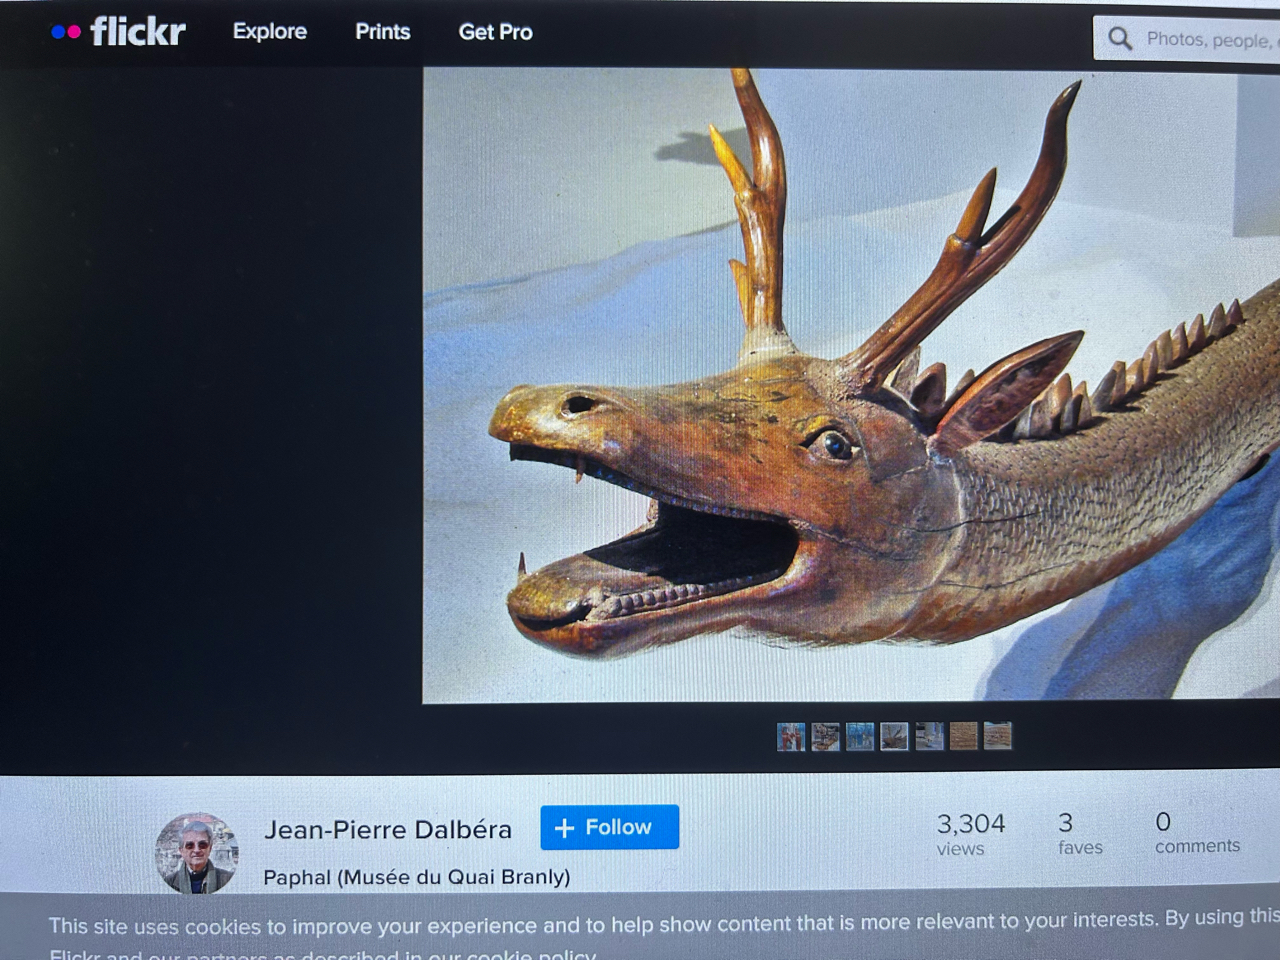 flickr Explore Prints Get Pro Photos, people,
Jean-Pierre Dalbéra + Follow 3,304 3 0
views faves comments
Paphal (Musée du Quai Branly)
This site uses cookies to improve your experience and to help show content that is more relevant to your interests. By using this
Flickr and our partners as described in our cookie policy.